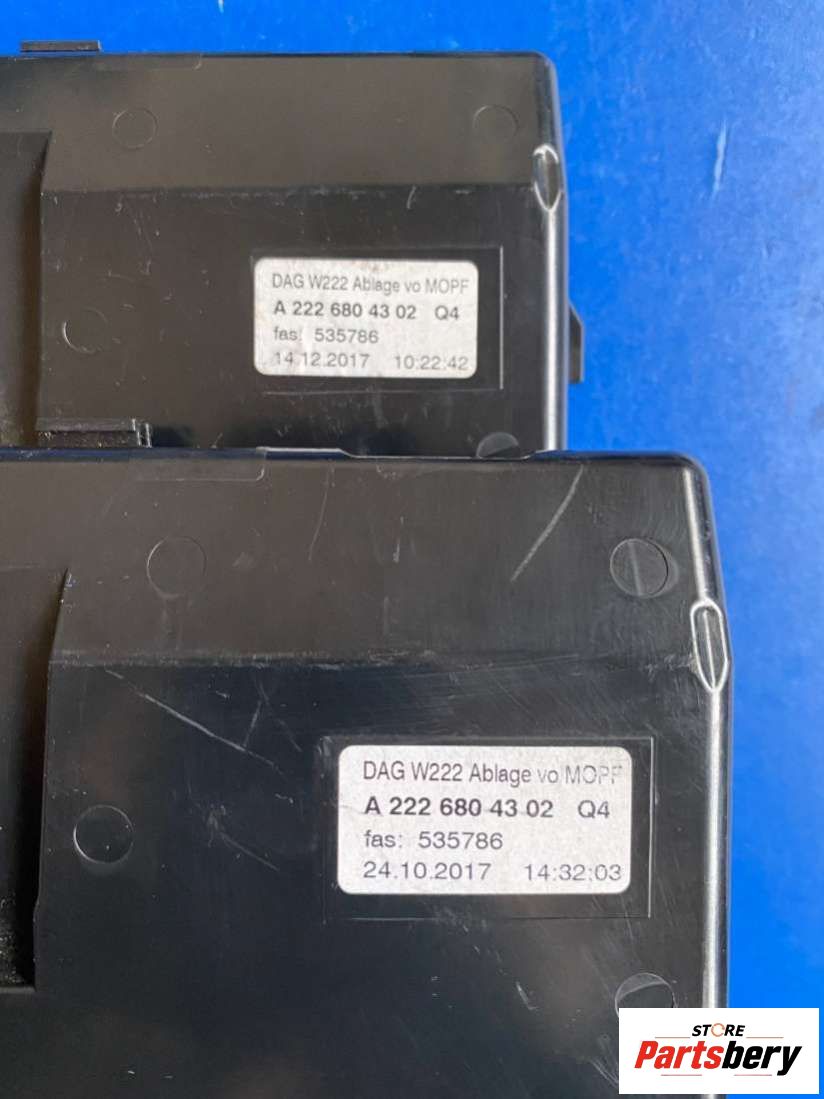 DAG W222 Ablage vo MOPF
A 222 680 43 02 Q4
fas: 535786
14.12.2017 10:22:42
DAG W222 Ablage vo MOPF
A 222 680 43 02 Q4
fas: 535786
24.10.2017 14:32:03
STORE
Partsbery